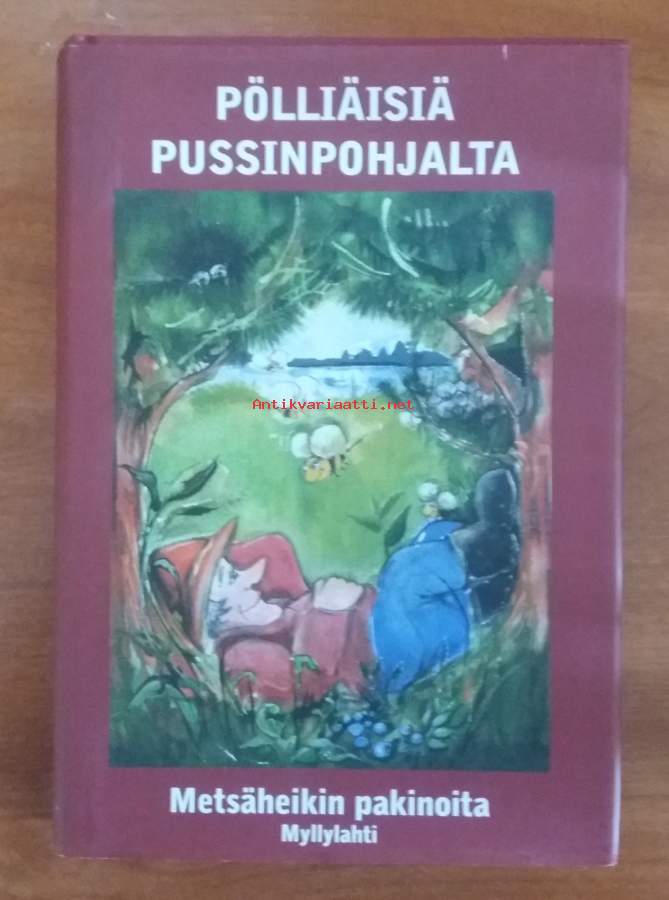 PÖLLIÄISIÄ
PUSSINPOHJALTA
Antikvariaatti.net
Metsäheikin pakinoita
Myllylahti